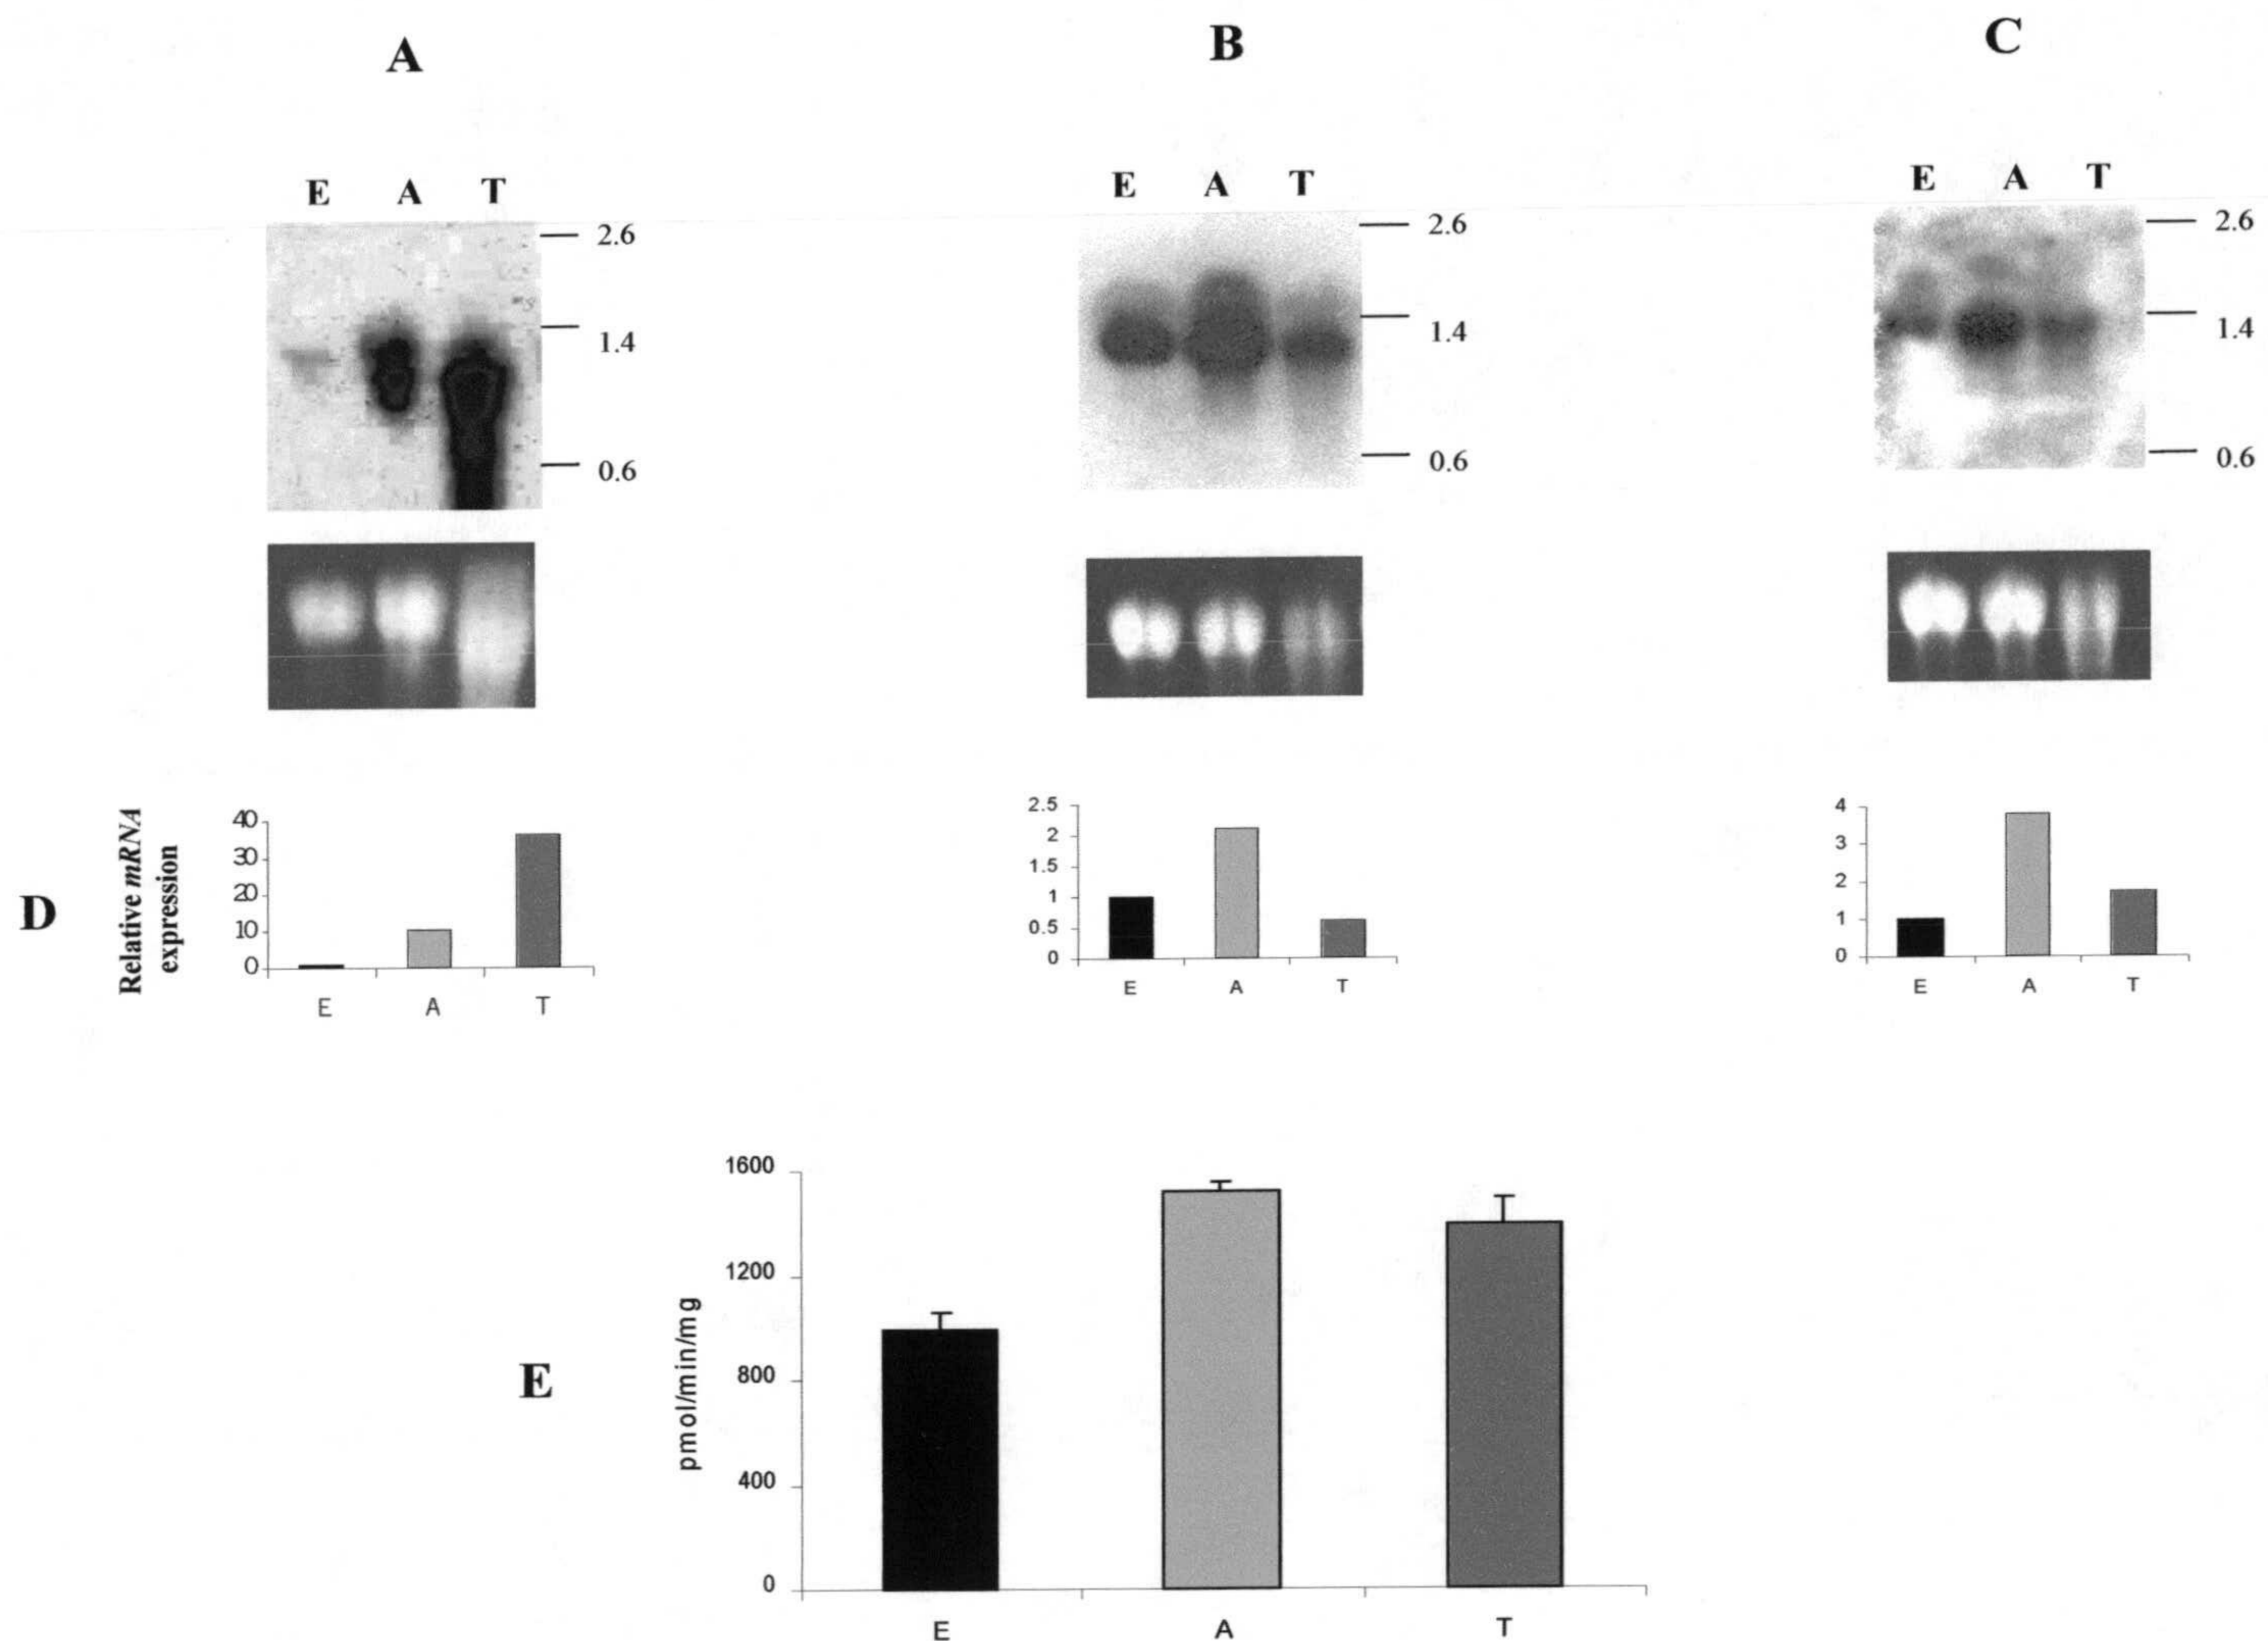 A
B
C
E A T
2.6
1.4
0.6
E A T
2.6
1.4
0.6
E A T
2.6
1.4
0.6
D
Relative mRNA
expression
40
30
20
10
0
E A T
2.5
2
1.5
1
0.5
0
E A T
4
3
2
1
0
E A T
E
pmol/min/mg
1600
1200
800
400
0
E A T